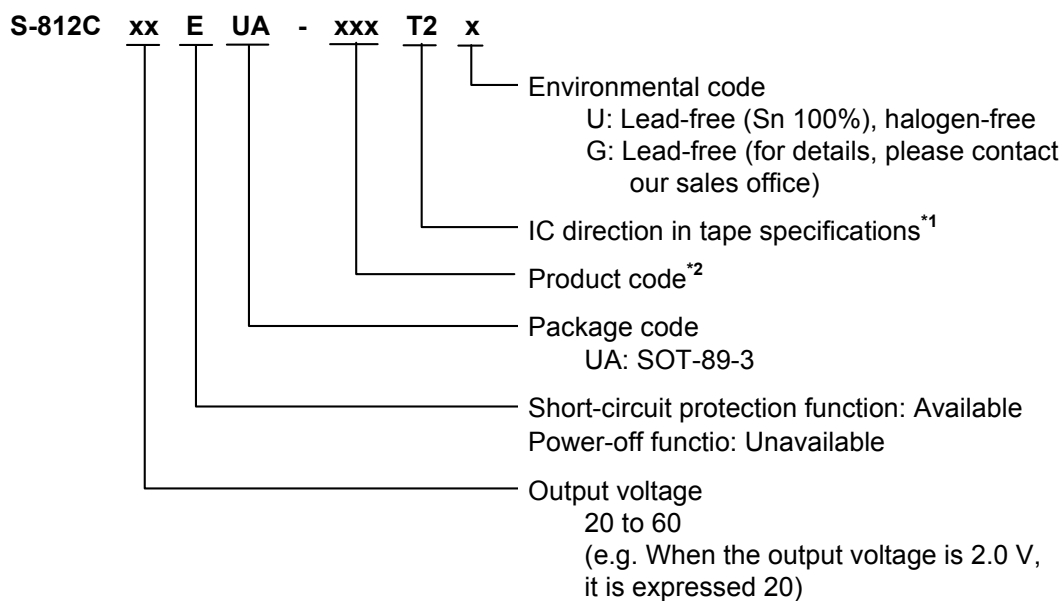 S-812C xx E UA - xxx T2 x
Environmental code
U: Lead-free (Sn 100%), halogen-free
G: Lead-free (for details, please contact
our sales office)
IC direction in tape specifications*1
Product code*2
Package code
UA: SOT-89-3
Short-circuit protection function: Available
Power-off functio: Unavailable
Output voltage
20 to 60
(e.g. When the output voltage is 2.0 V,
it is expressed 20)